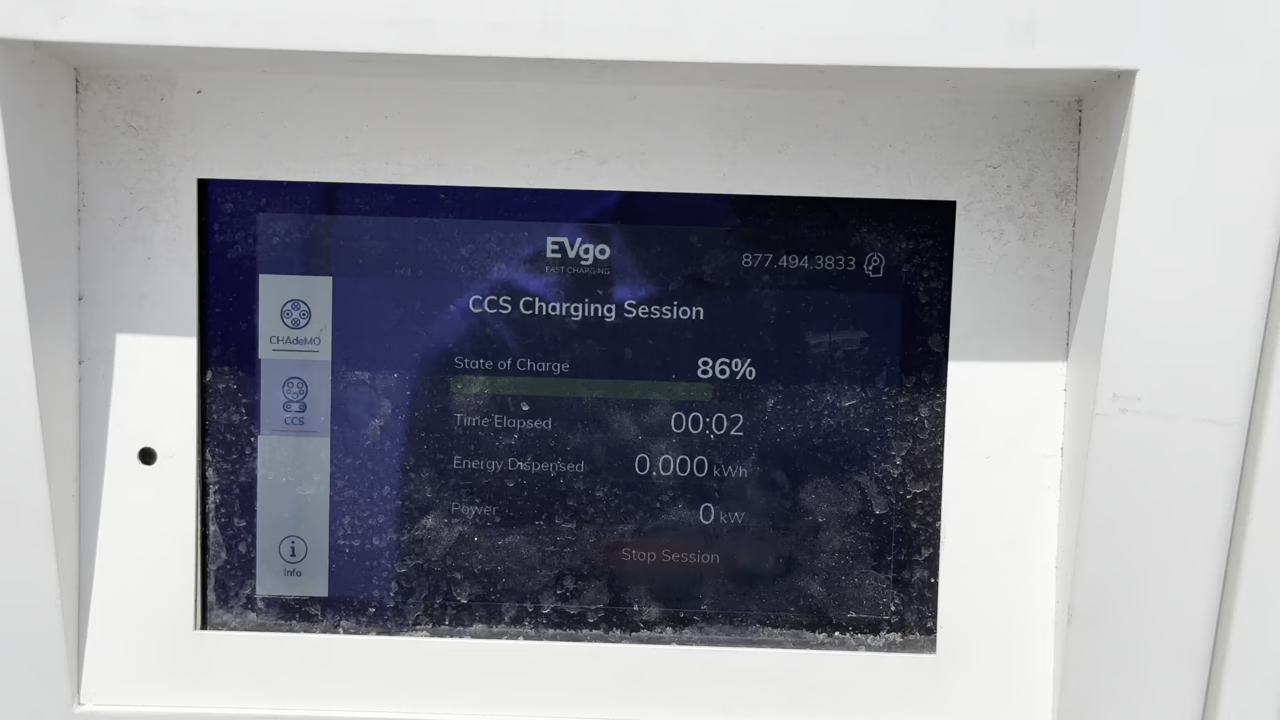 EVgo
FAST CHARGING
877.494.3833
CCS Charging Session
CHAdeMO
State of Charge 86%
CCS
Time Elapsed 00:02
Energy Dispensed 0.000 kWh
Power 0 kW
Info
Stop Session